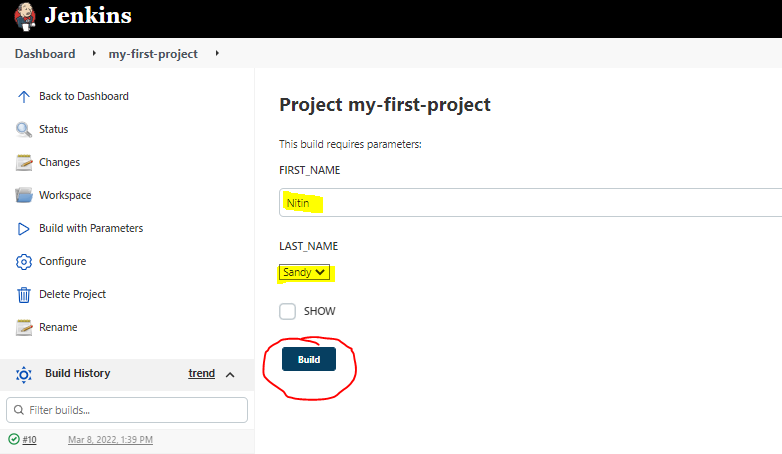 Jenkins
Dashboard
my-first-project
Back to Dashboard
Status
Changes
Workspace
Build with Parameters
Configure
Delete Project
Rename
Build History
trend
Filter builds...
#10
Mar 8, 2022, 1:39 PM
Project my-first-project
This build requires parameters:
FIRST_NAME
Nitin
LAST_NAME
Sandy
SHOW
Build